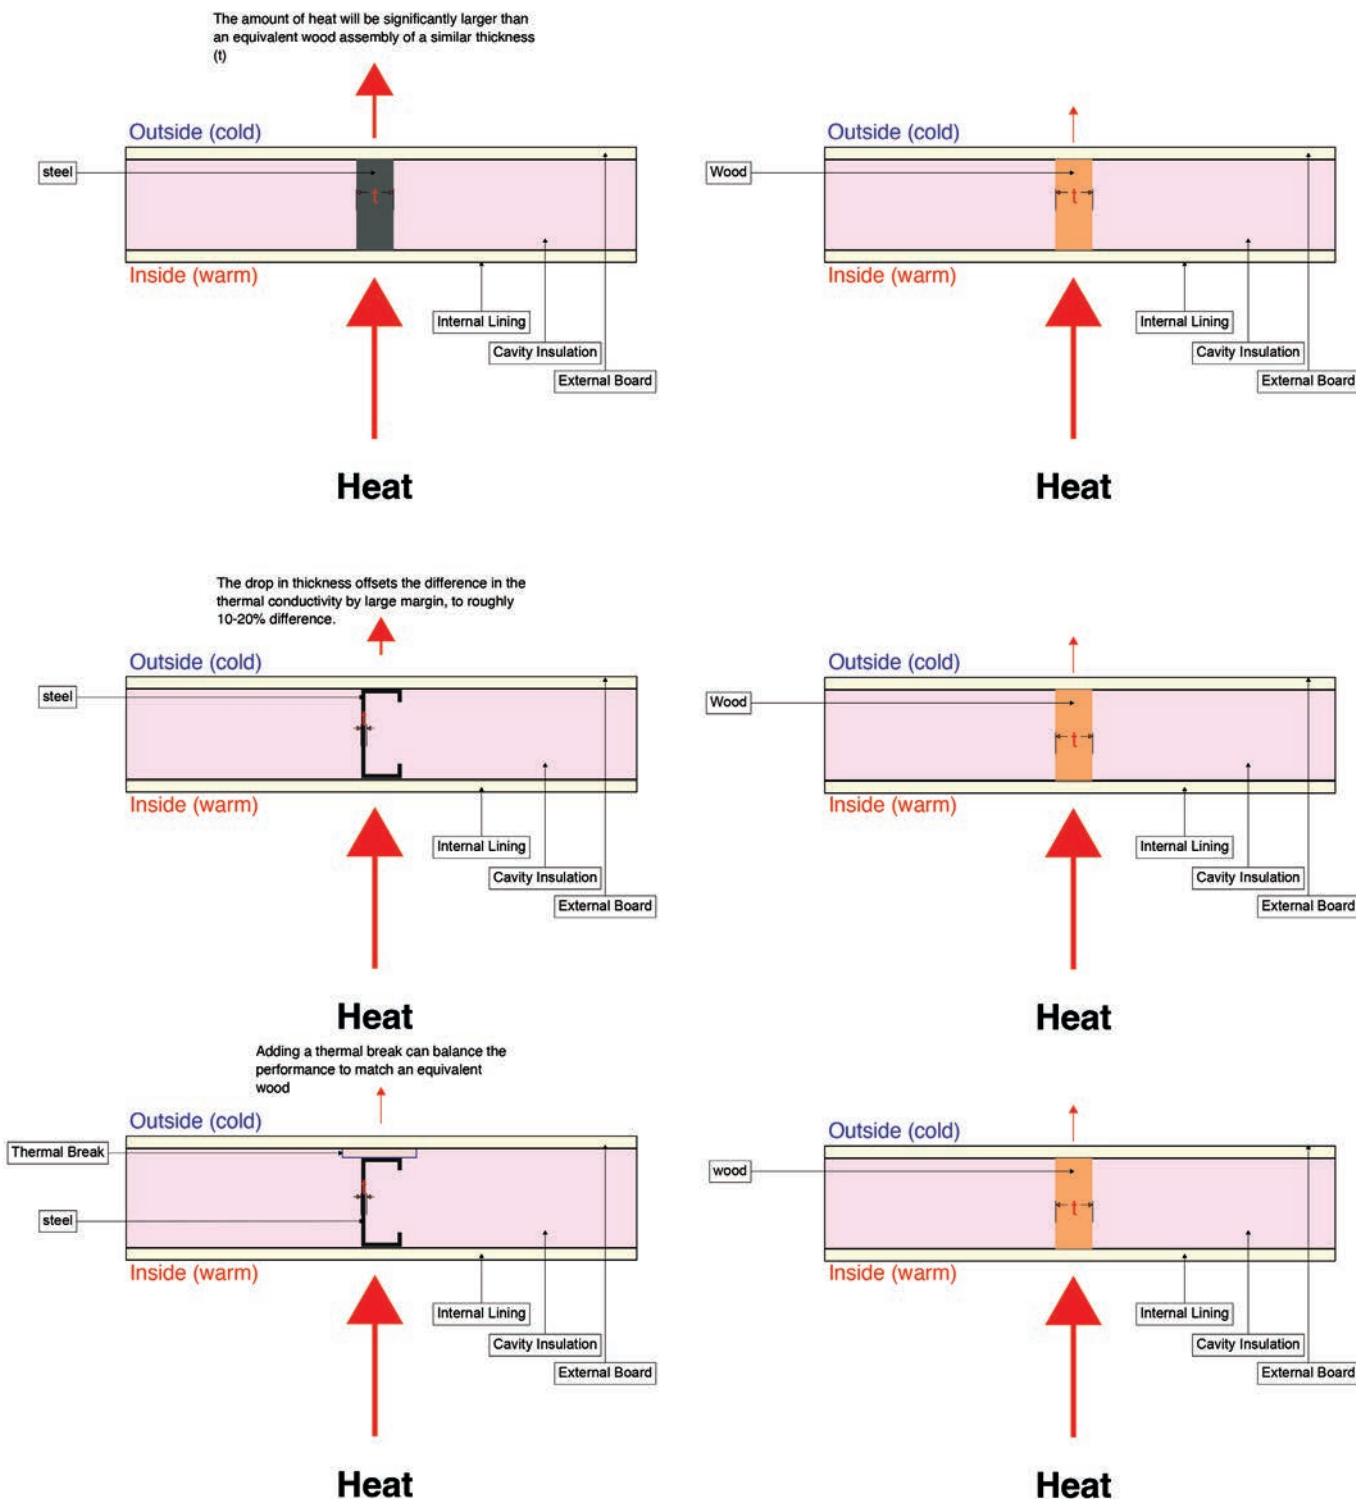 The amount of heat will be significantly larger than
an equivalent wood assembly of a similar thickness
(t)
Outside (cold)
steel
t
Inside (warm)
Internal Lining
Cavity Insulation
External Board
Heat
Outside (cold)
Wood
t
Inside (warm)
Internal Lining
Cavity Insulation
External Board
Heat
The drop in thickness offsets the difference in the
thermal conductivity by large margin, to roughly
10-20% difference.
Outside (cold)
steel
t
Inside (warm)
Internal Lining
Cavity Insulation
External Board
Heat
Outside (cold)
Wood
t
Inside (warm)
Internal Lining
Cavity Insulation
External Board
Heat
Adding a thermal break can balance the
performance to match an equivalent
wood
Outside (cold)
Thermal Break
t
steel
Inside (warm)
Internal Lining
Cavity Insulation
External Board
Heat
Outside (cold)
wood
t
Inside (warm)
Internal Lining
Cavity Insulation
External Board
Heat